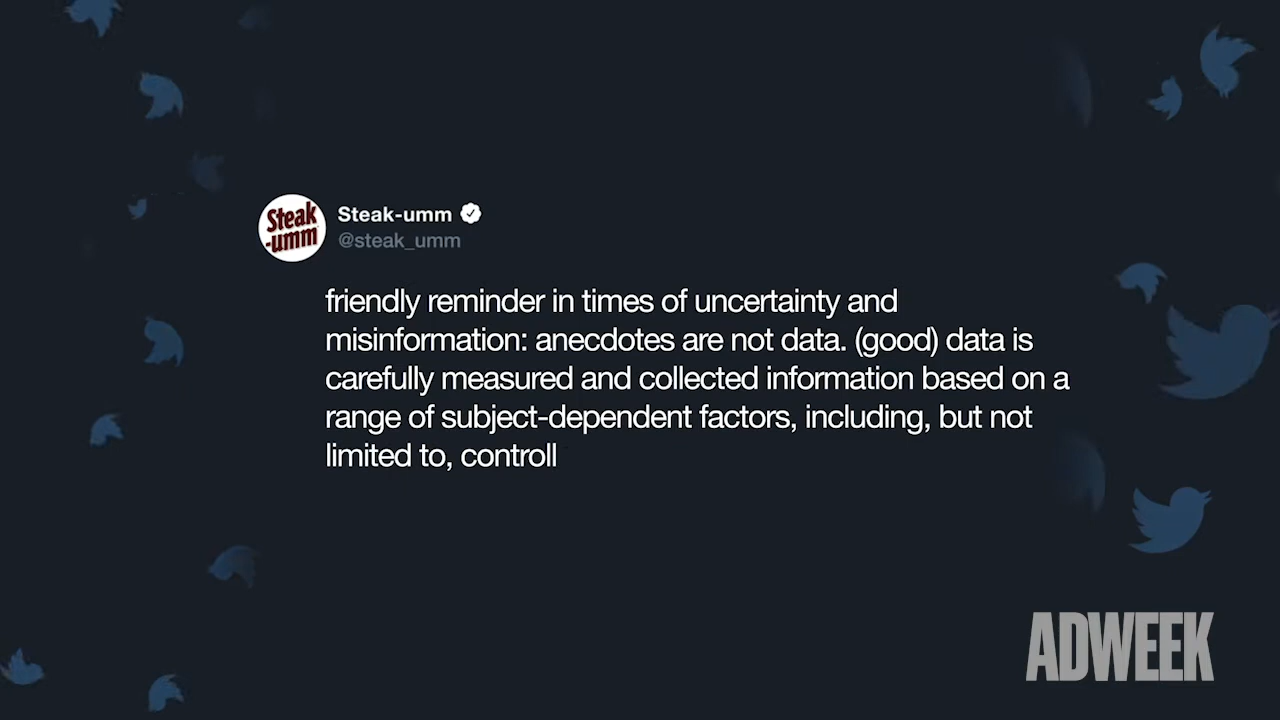 Steak
-umm
Steak-umm
@steak_umm
friendly reminder in times of uncertainty and
misinformation: anecdotes are not data. (good) data is
carefully measured and collected information based on a
range of subject-dependent factors, including, but not
limited to, controll
ADWEEK